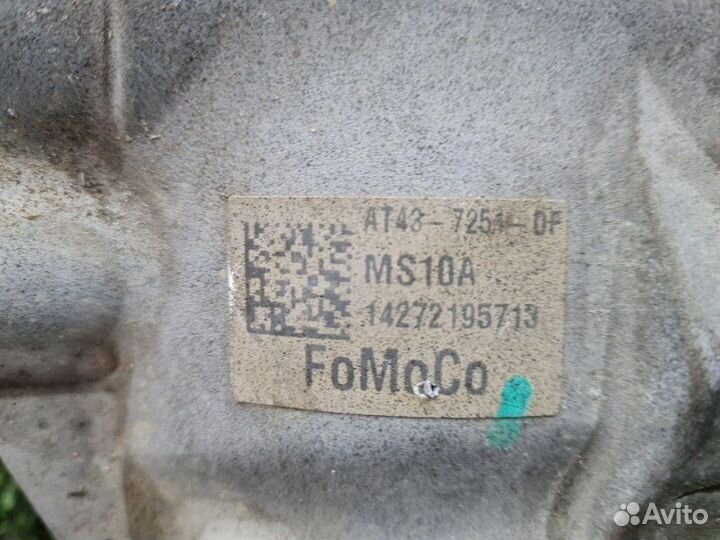 AT43-7251-DF
MS10A
14272195713
FoMoCo
Avito